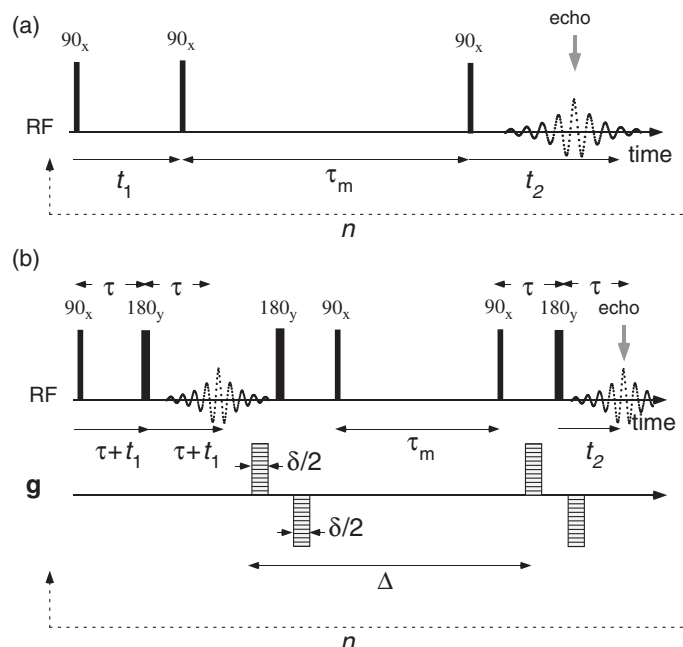 (a)
echo
90x 90x 90x
RF
time
t1 τm t2
n
(b)
τ τ τ τ
echo
90x 180y 180y 90x 90x 180y
RF
time
τ+t1 τ+t1 τm t2
g
δ/2
δ/2
Δ
n